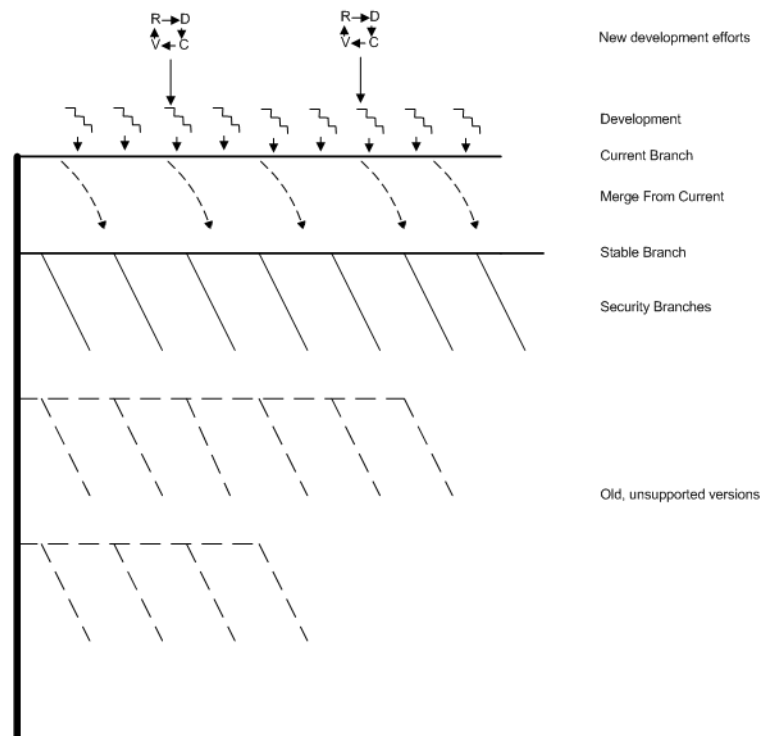 R D R D
V C V C
New development efforts
Development
Current Branch
Merge From Current
Stable Branch
Security Branches
Old, unsupported versions